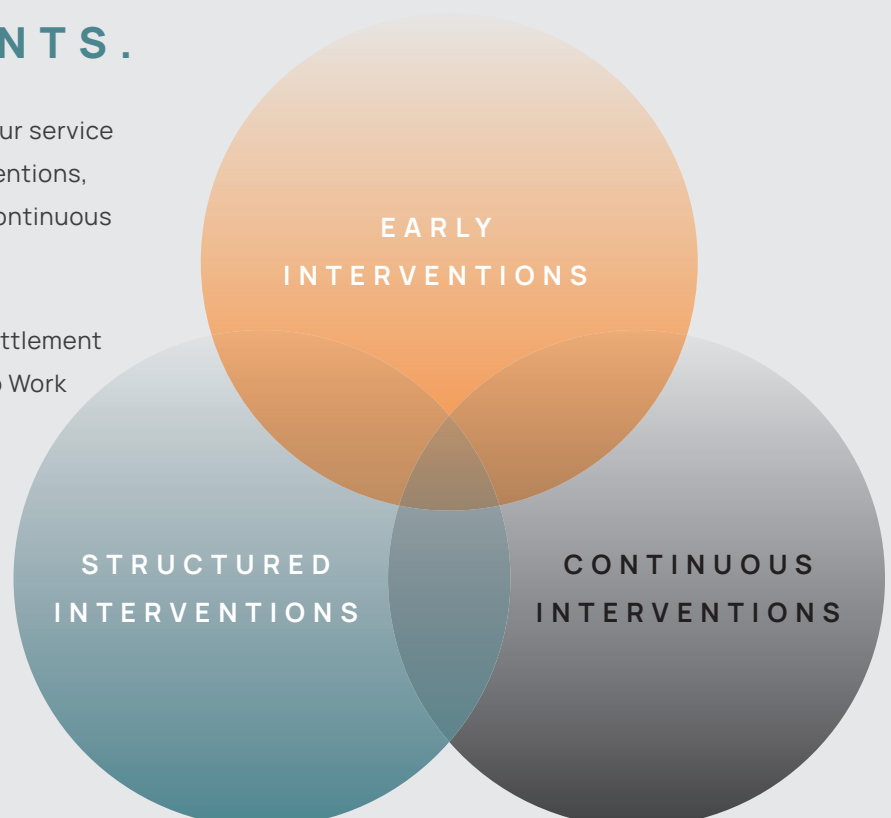 NTS.
ur service
entions,
ontinuous
ttlement
o Work
EARLY
INTERVENTIONS
STRUCTURED
INTERVENTIONS
CONTINUOUS
INTERVENTIONS